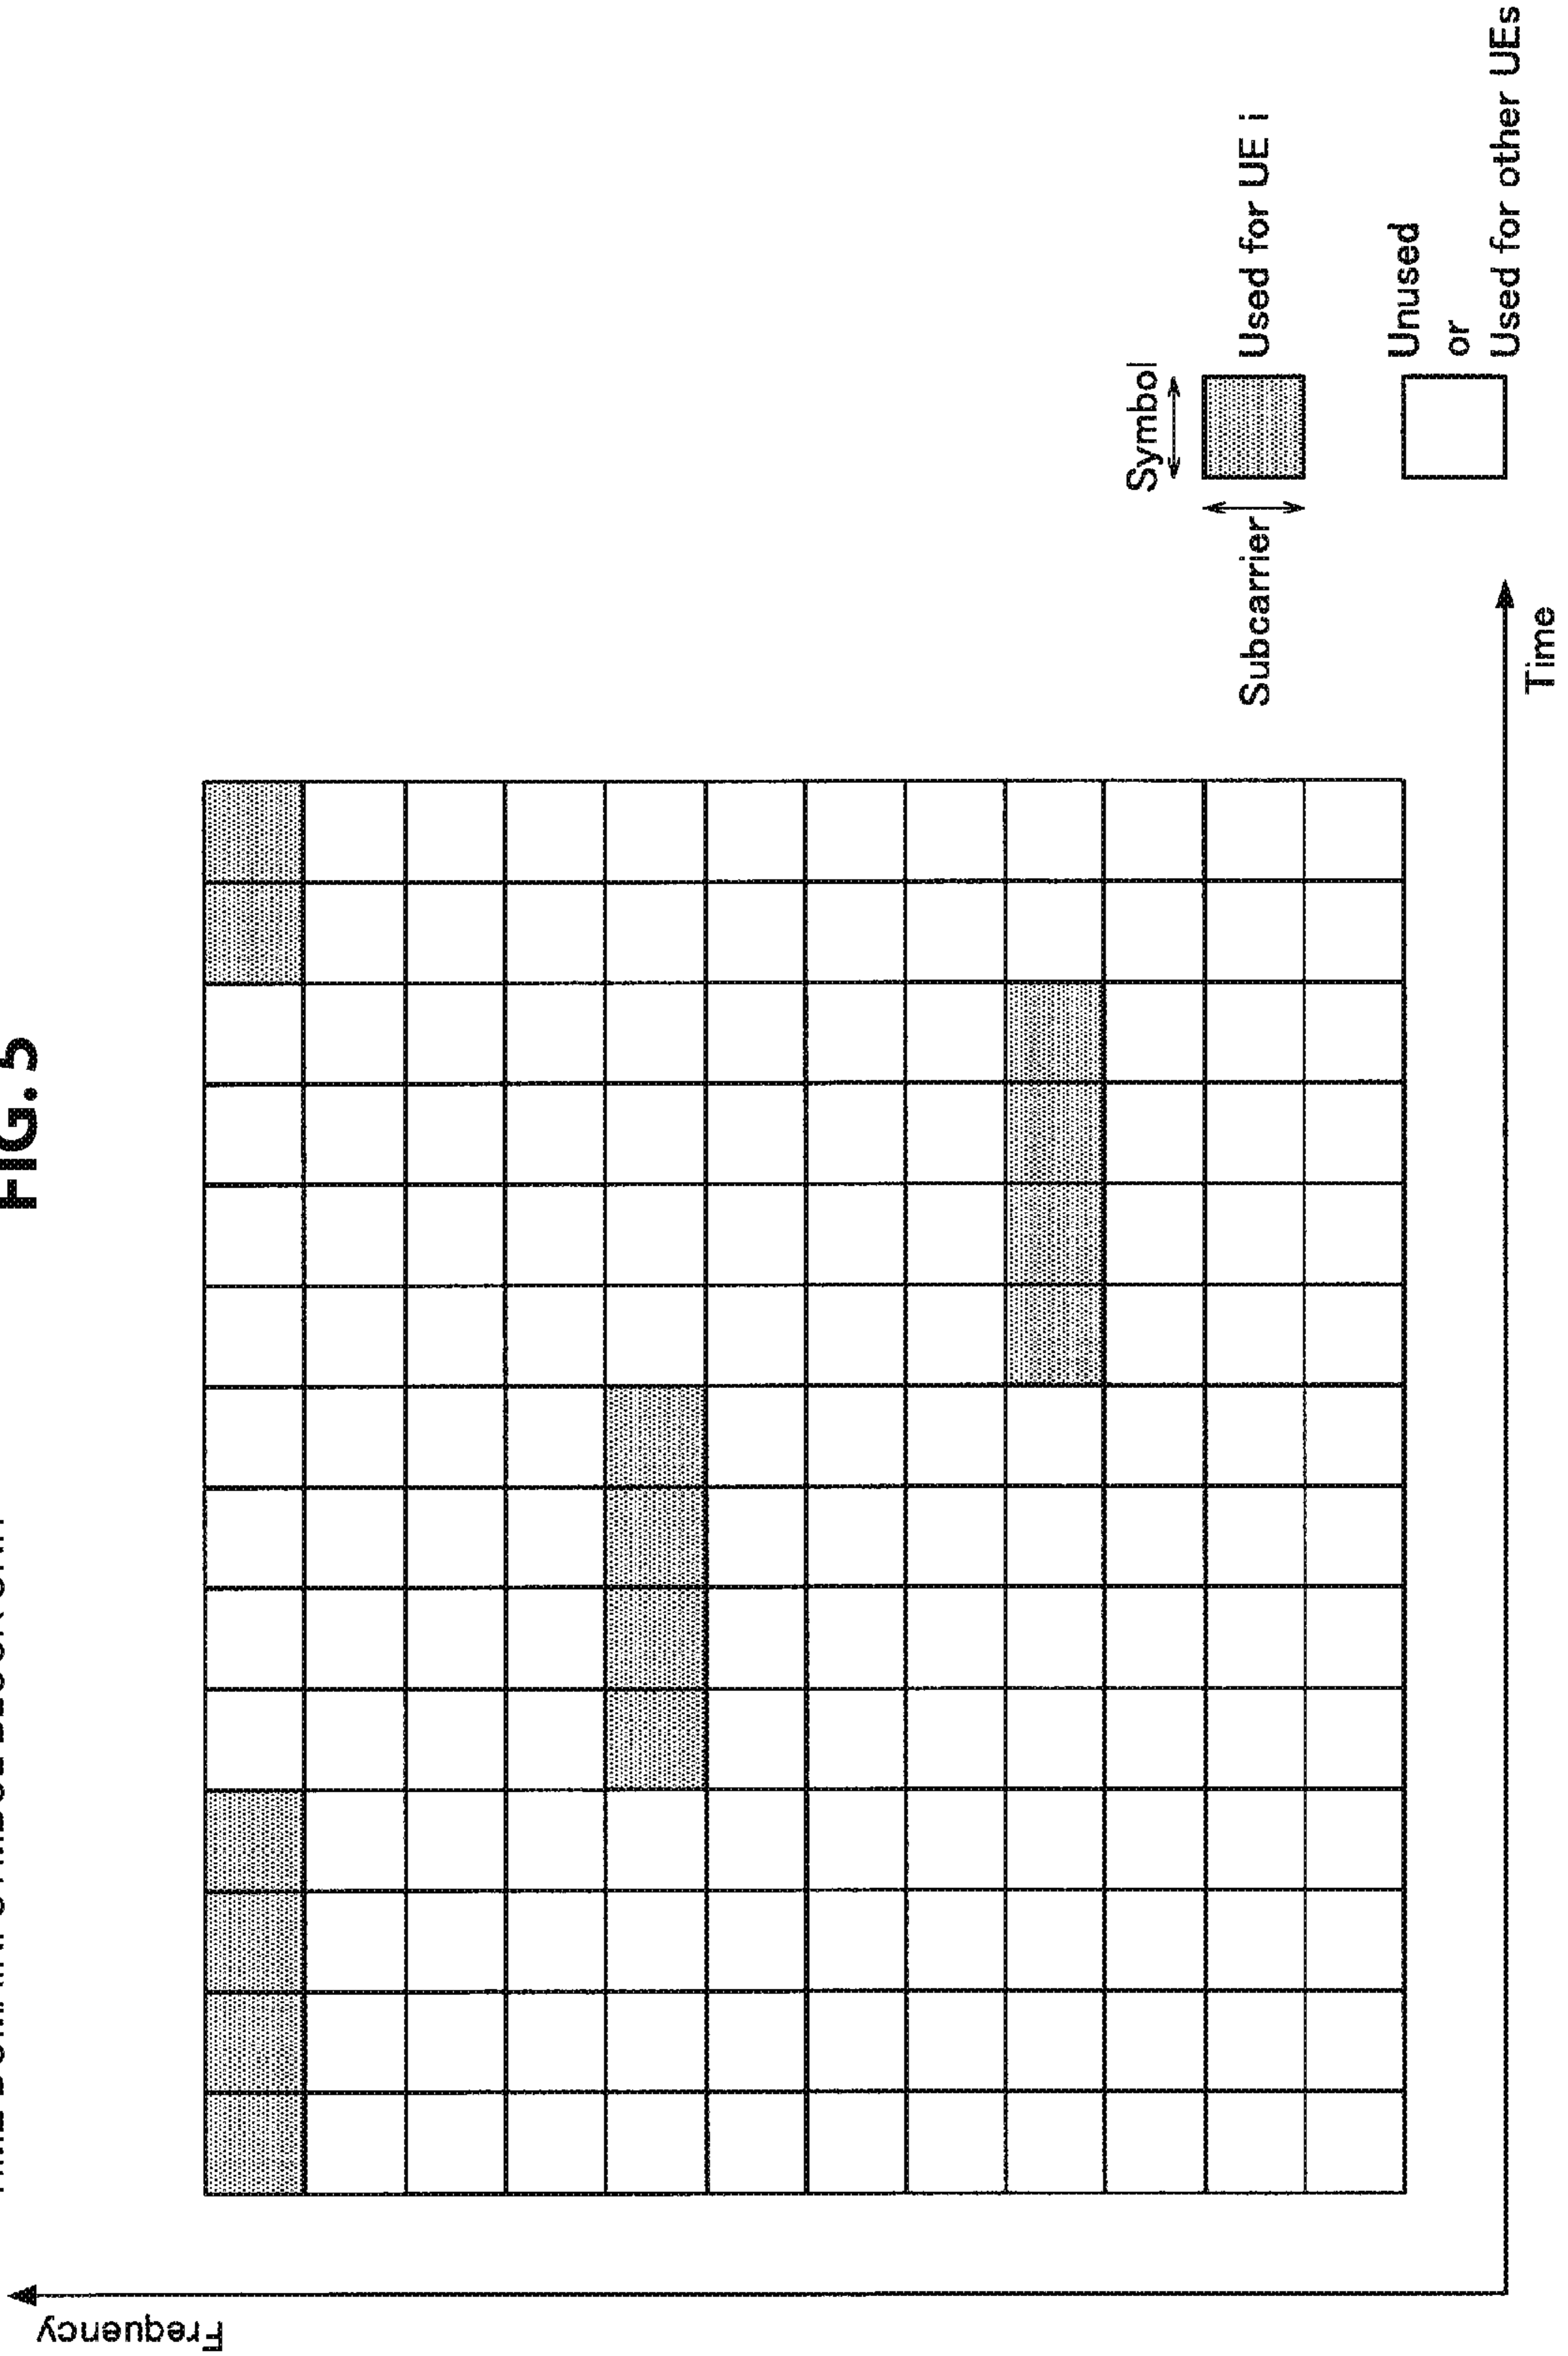 FIG. 5
Frequency
Symbol
Subcarrier
Used for UE i
Unused
or
Used for other UEs
Time